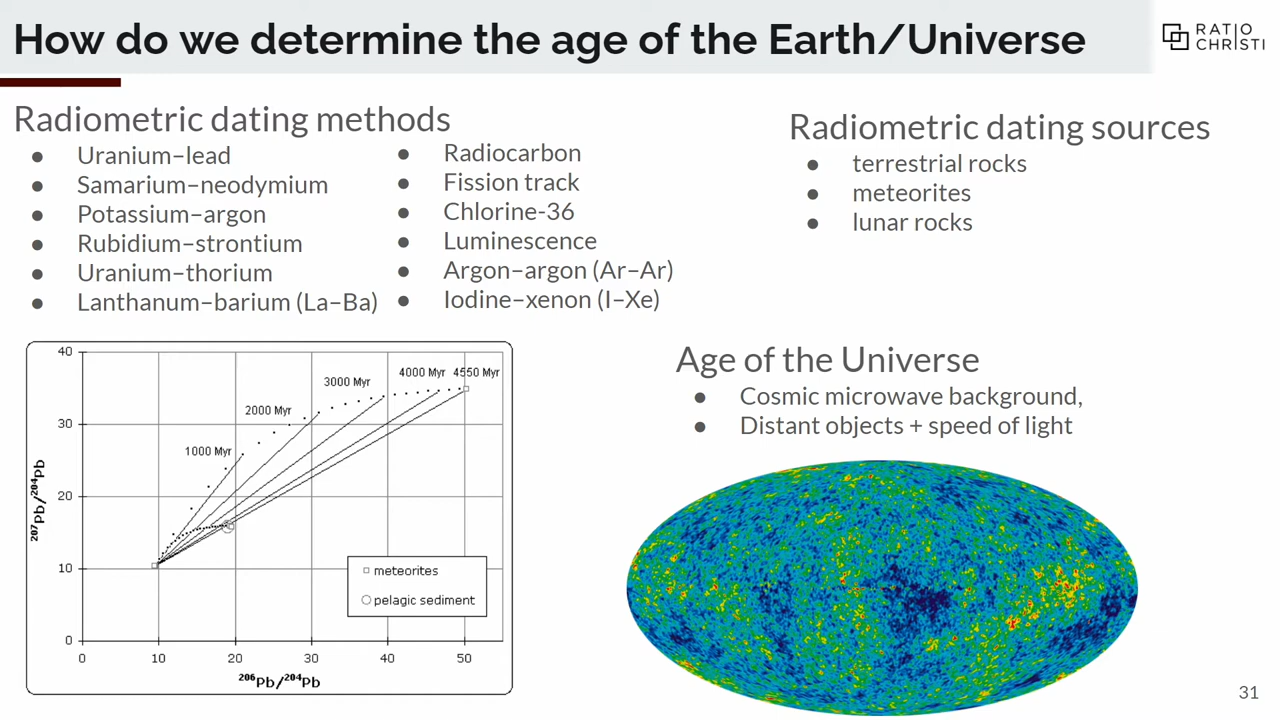 How do we determine the age of the Earth/Universe
RATIO
CHRISTI
Radiometric dating methods
● Uranium–lead
● Samarium–neodymium
● Potassium–argon
● Rubidium–strontium
● Uranium–thorium
● Lanthanum–barium (La–Ba)
● Radiocarbon
● Fission track
● Chlorine-36
● Luminescence
● Argon–argon (Ar–Ar)
● Iodine–xenon (I–Xe)
Radiometric dating sources
● terrestrial rocks
● meteorites
● lunar rocks
40
30
20
10
0
²⁰⁷Pb/²⁰⁴Pb
1000 Myr
2000 Myr
3000 Myr
4000 Myr
4550 Myr
meteorites
pelagic sediment
0 10 20 30 40 50
²⁰⁶Pb/²⁰⁴Pb
Age of the Universe
● Cosmic microwave background,
● Distant objects + speed of light
31